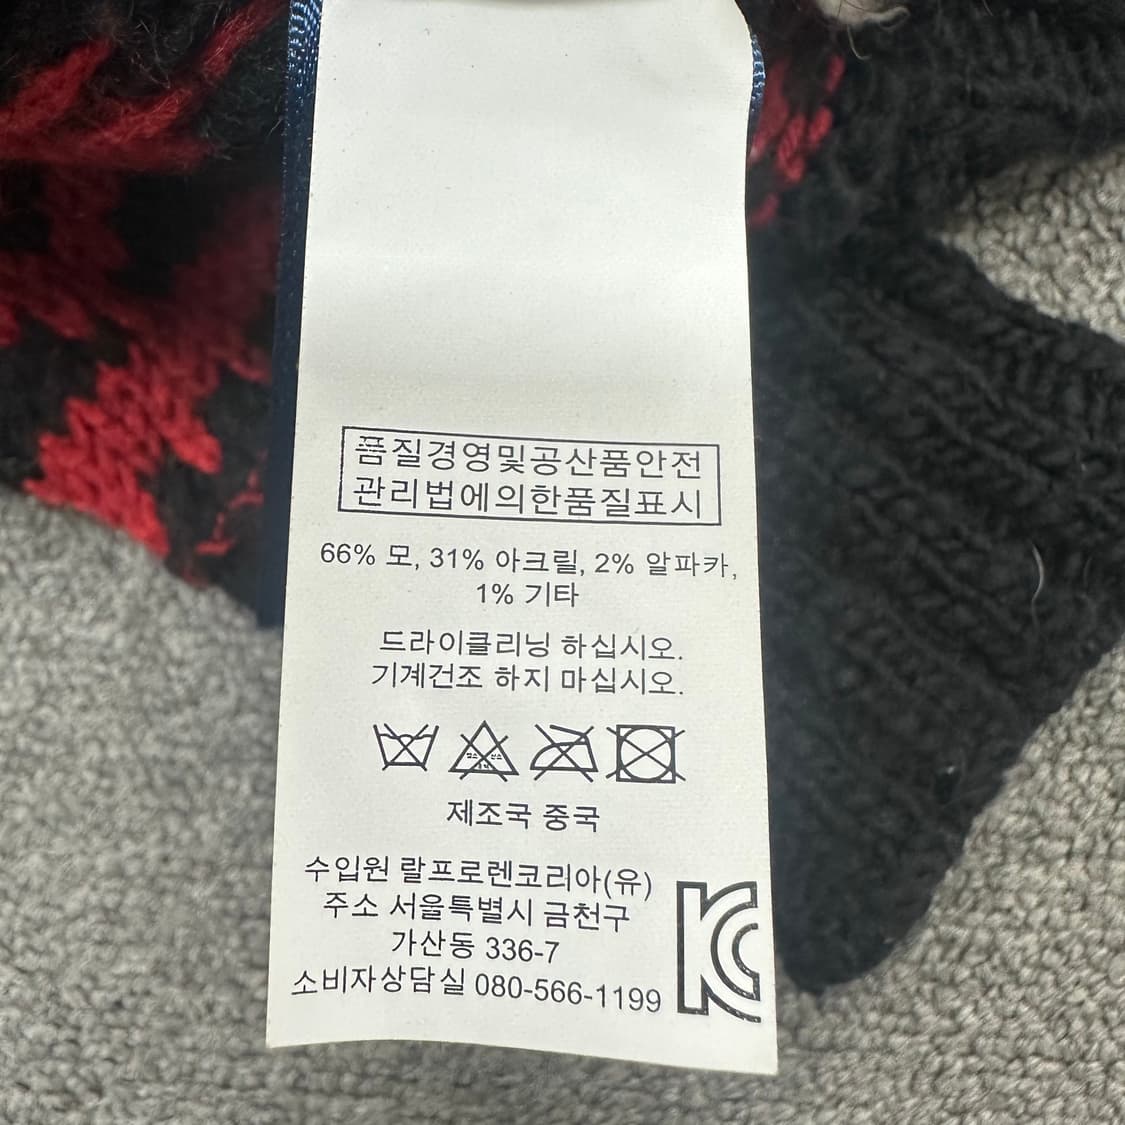 품질경영및공산품안전
관리법에의한품질표시
66% 모, 31% 아크릴, 2% 알파카,
1% 기타
드라이클리닝 하십시오.
기계건조 하지 마십시오.
제조국 중국
수입원 랄프로렌코리아(유)
주소 서울특별시 금천구
가산동 336-7
소비자상담실 080-566-1199
KC